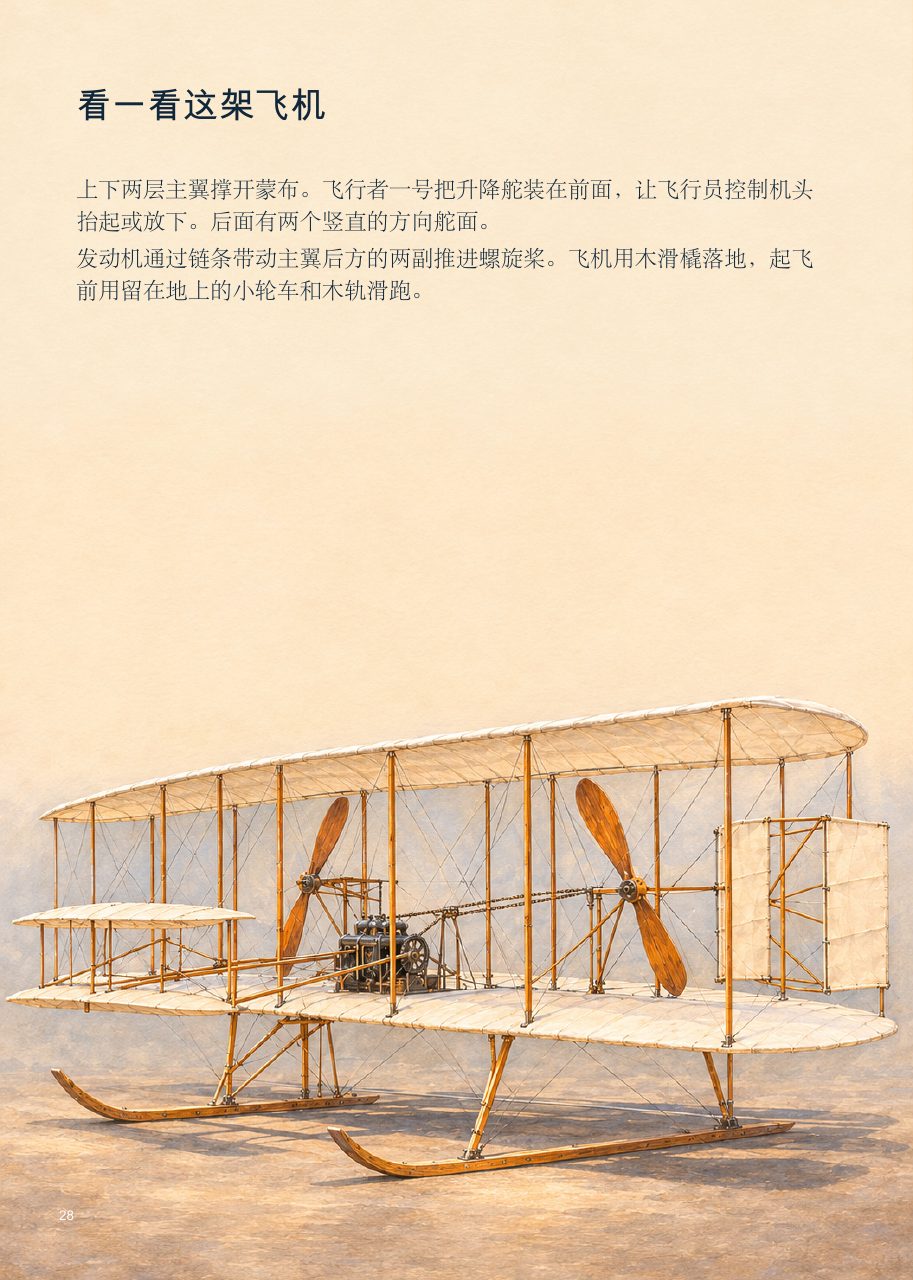 看一看这架飞机
上下两层主翼撑开蒙布。飞行者一号把升降舵装在前面，让飞行员控制机头
抬起或放下。后面有两个竖直的方向舵面。
发动机通过链条带动主翼后方的两副推进螺旋桨。飞机用木滑橇落地，起飞
前用留在地上的小轮车和木轨滑跑。
28